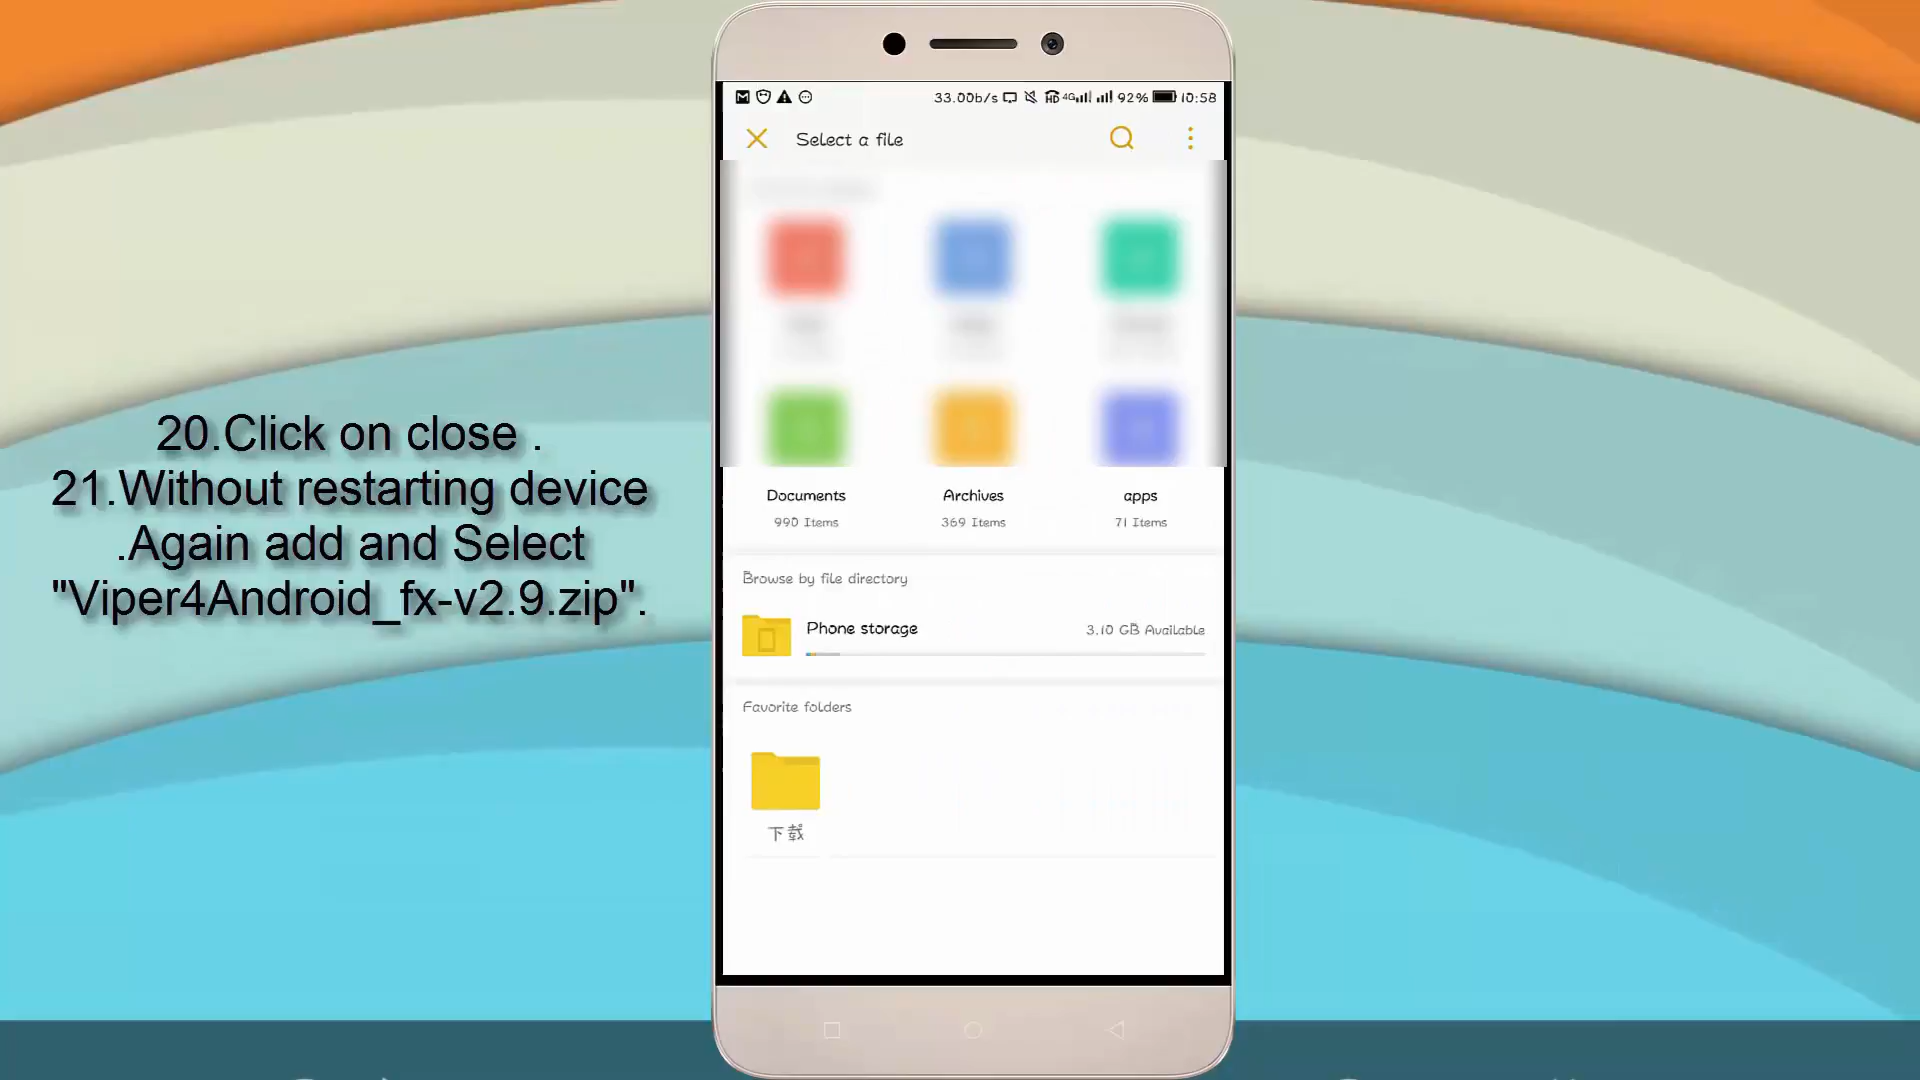 33.00b/s HD 4G 92% 10:58
Select a file
20.Click on close .
21.Without restarting device
.Again add and Select
"Viper4Android_fx-v2.9.zip".
Documents
990 Items
Archives
369 Items
apps
71 Items
Browse by file directory
Phone storage
3.10 GB Available
Favorite folders
下载